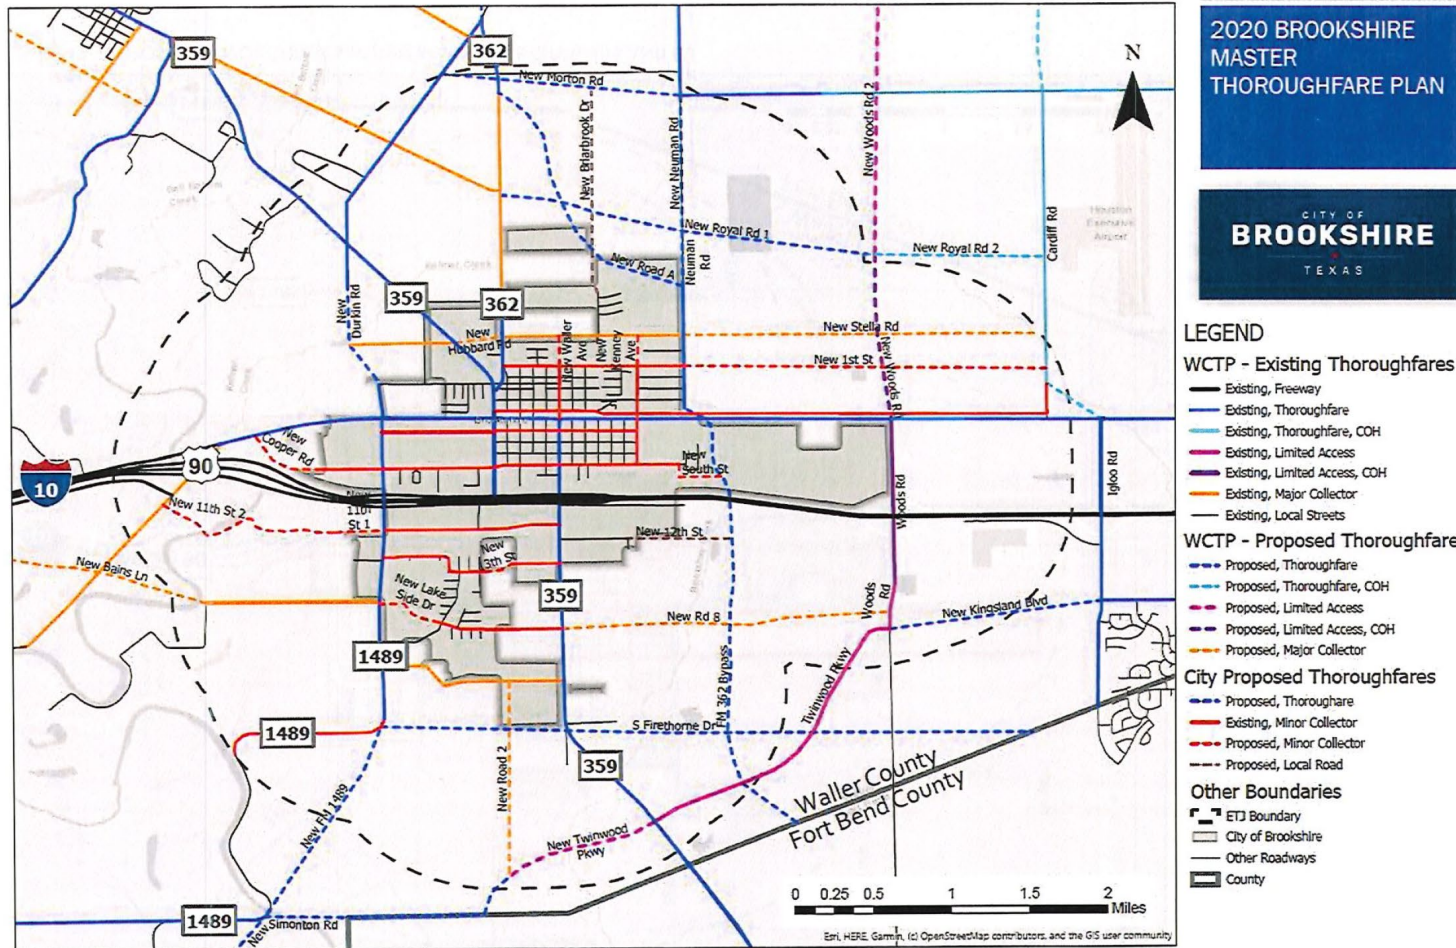 2020 BROOKSHIRE
MASTER
THOROUGHFARE PLAN
CITY OF
BROOKSHIRE
TEXAS
N
359
362
New Morton Rd
New Briarbrook Dr
New Neuman Rd
New Woods Rd 2
New Royal Rd 1
New Royal Rd 2
Cardiff Rd
Houston
Executive
Airport
New Road A
Neuman
Rd
359
362
New
Durkin Rd
New
Hubbard Rd
New Waller
Ave
New
Kenney
Ave
New Stella Rd
New 1st St
New Woods Rd
New
Cooper Rd
90
10
New
South St
Igloo Rd
Woods Rd
New 11th St 2
New
110t
St 1
New 12th St
New
3th St
New Bains Ln
New Lake
Side Dr
359
New Rd 8
Woods
Rd
New Kingsland Blvd
1489
FM 362 Bypass
Twinwood Pkwy
1489
S Firethorne Dr
New Road 2
359
New FM 1489
New Twinwood
Pkwy
Waller County
Fort Bend County
1489
New Simonton Rd
0 0.25 0.5 1 1.5 2
Miles
Esri, HERE, Garmin, (c) OpenStreetMap contributors, and the GIS user community
LEGEND
WCTP - Existing Thoroughfares
Existing, Freeway
Existing, Thoroughfare
Existing, Thoroughfare, COH
Existing, Limited Access
Existing, Limited Access, COH
Existing, Major Collector
Existing, Local Streets
WCTP - Proposed Thoroughfare
Proposed, Thoroughfare
Proposed, Thoroughfare, COH
Proposed, Limited Access
Proposed, Limited Access, COH
Proposed, Major Collector
City Proposed Thoroughfares
Proposed, Thoroughare
Existing, Minor Collector
Proposed, Minor Collector
Proposed, Local Road
Other Boundaries
ETJ Boundary
City of Brookshire
Other Roadways
County